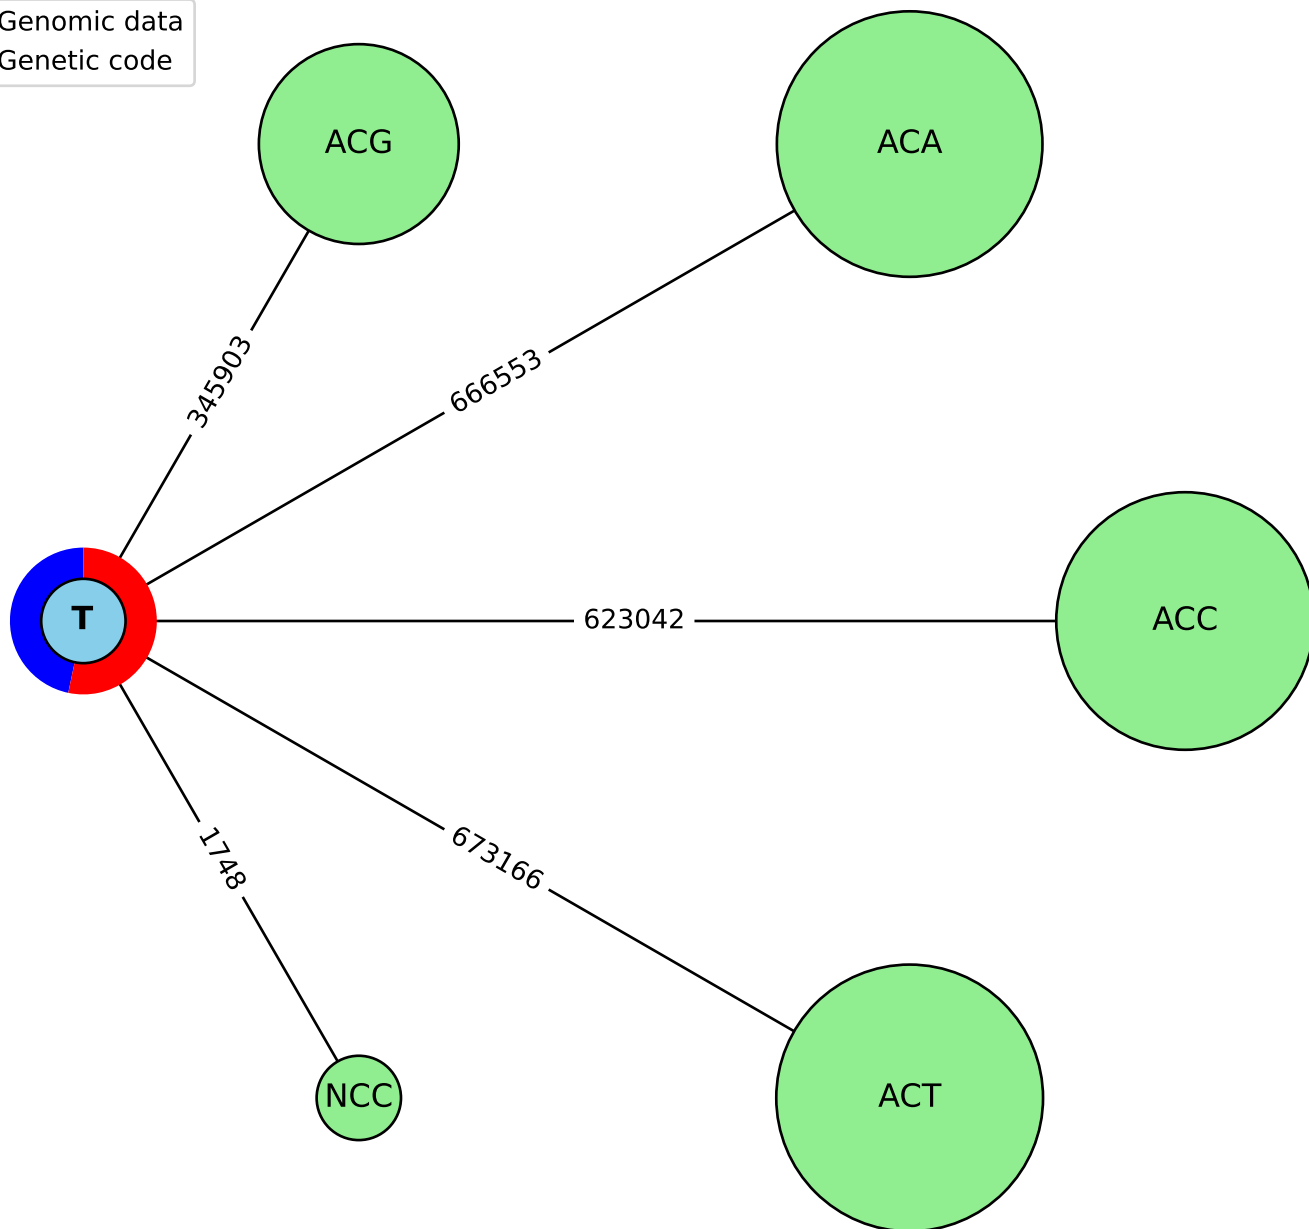 Genomic data
Genetic code
ACG
ACA
345903
666553
T
623042
ACC
1748
673166
NCC
ACT